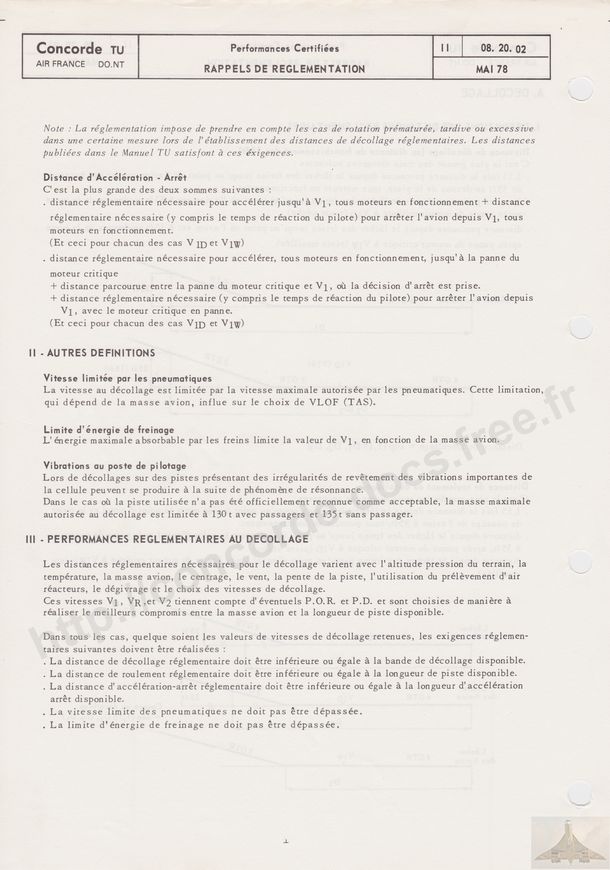 Concorde TU
AIR FRANCE DO.NT
Performances Certifiées
RAPPELS DE REGLEMENTATION
II
08. 20. 02
MAI 78
Note : La réglementation impose de prendre en compte les cas de rotation prématurée, tardive ou excessive
dans une certaine mesure lors de l'établissement des distances de décollage réglementaires. Les distances
publiées dans le Manuel TU satisfont à ces éxigences.
Distance d'Accélération - Arrêt
C'est la plus grande des deux sommes suivantes :
. distance réglementaire nécessaire pour accélérer jusqu'à V1, tous moteurs en fonctionnement + distance
réglementaire nécessaire (y compris le temps de réaction du pilote) pour arrêter l'avion depuis V1, tous
moteurs en fonctionnement.
(Et ceci pour chacun des cas V1D et V1W)
. distance réglementaire nécessaire pour accélérer, tous moteurs en fonctionnement, jusqu'à la panne du
moteur critique
+ distance parcourue entre la panne du moteur critique et V1, où la décision d'arrêt est prise.
+ distance réglementaire nécessaire (y compris le temps de réaction du pilote) pour arrêter l'avion depuis
V1, avec le moteur critique en panne.
(Et ceci pour chacun des cas V1D et V1W)
II - AUTRES DEFINITIONS
Vitesse limitée par les pneumatiques
La vitesse au décollage est limitée par la vitesse maximale autorisée par les pneumatiques. Cette limitation,
qui dépend de la masse avion, influe sur le choix de VLOF (TAS).
Limite d'énergie de freinage
L'énergie maximale absorbable par les freins limite la valeur de V1, en fonction de la masse avion.
Vibrations au poste de pilotage
Lors de décollages sur des pistes présentant des irrégularités de revêtement des vibrations importantes de
la cellule peuvent se produire à la suite de phénomène de résonnance.
Dans le cas où la piste utilisée n'a pas été officiellement reconnue comme acceptable, la masse maximale
autorisée au décollage est limitée à 130 t avec passagers et 135 t sans passager.
III - PERFORMANCES REGLEMENTAIRES AU DECOLLAGE
Les distances réglementaires nécessaires pour le décollage varient avec l'altitude pression du terrain, la
température, la masse avion, le centrage, le vent, la pente de la piste, l'utilisation du prélèvement d'air
réacteurs, le dégivrage et le choix des vitesses de décollage.
Ces vitesses V1, VR et V2 tiennent compte d'éventuels P.O.R. et P.D. et sont choisies de manière à
réaliser le meilleurs compromis entre la masse avion et la longueur de piste disponible.
Dans tous les cas, quelque soient les valeurs de vitesses de décollage retenues, les exigences réglemen-
taires suivantes doivent être réalisées :
. La distance de décollage réglementaire doit être inférieure ou égale à la bande de décollage disponible.
. La distance de roulement réglementaire doit être inférieure ou égale à la longueur de piste disponible.
. La distance d'accélération-arrêt réglementaire doit être inférieure ou égale à la longueur d'accélération
arrêt disponible.
. La vitesse limite des pneumatiques ne doit pas être dépassée.
. La limite d'énergie de freinage ne doit pas être dépassée.
http://concorde-docs.free.fr